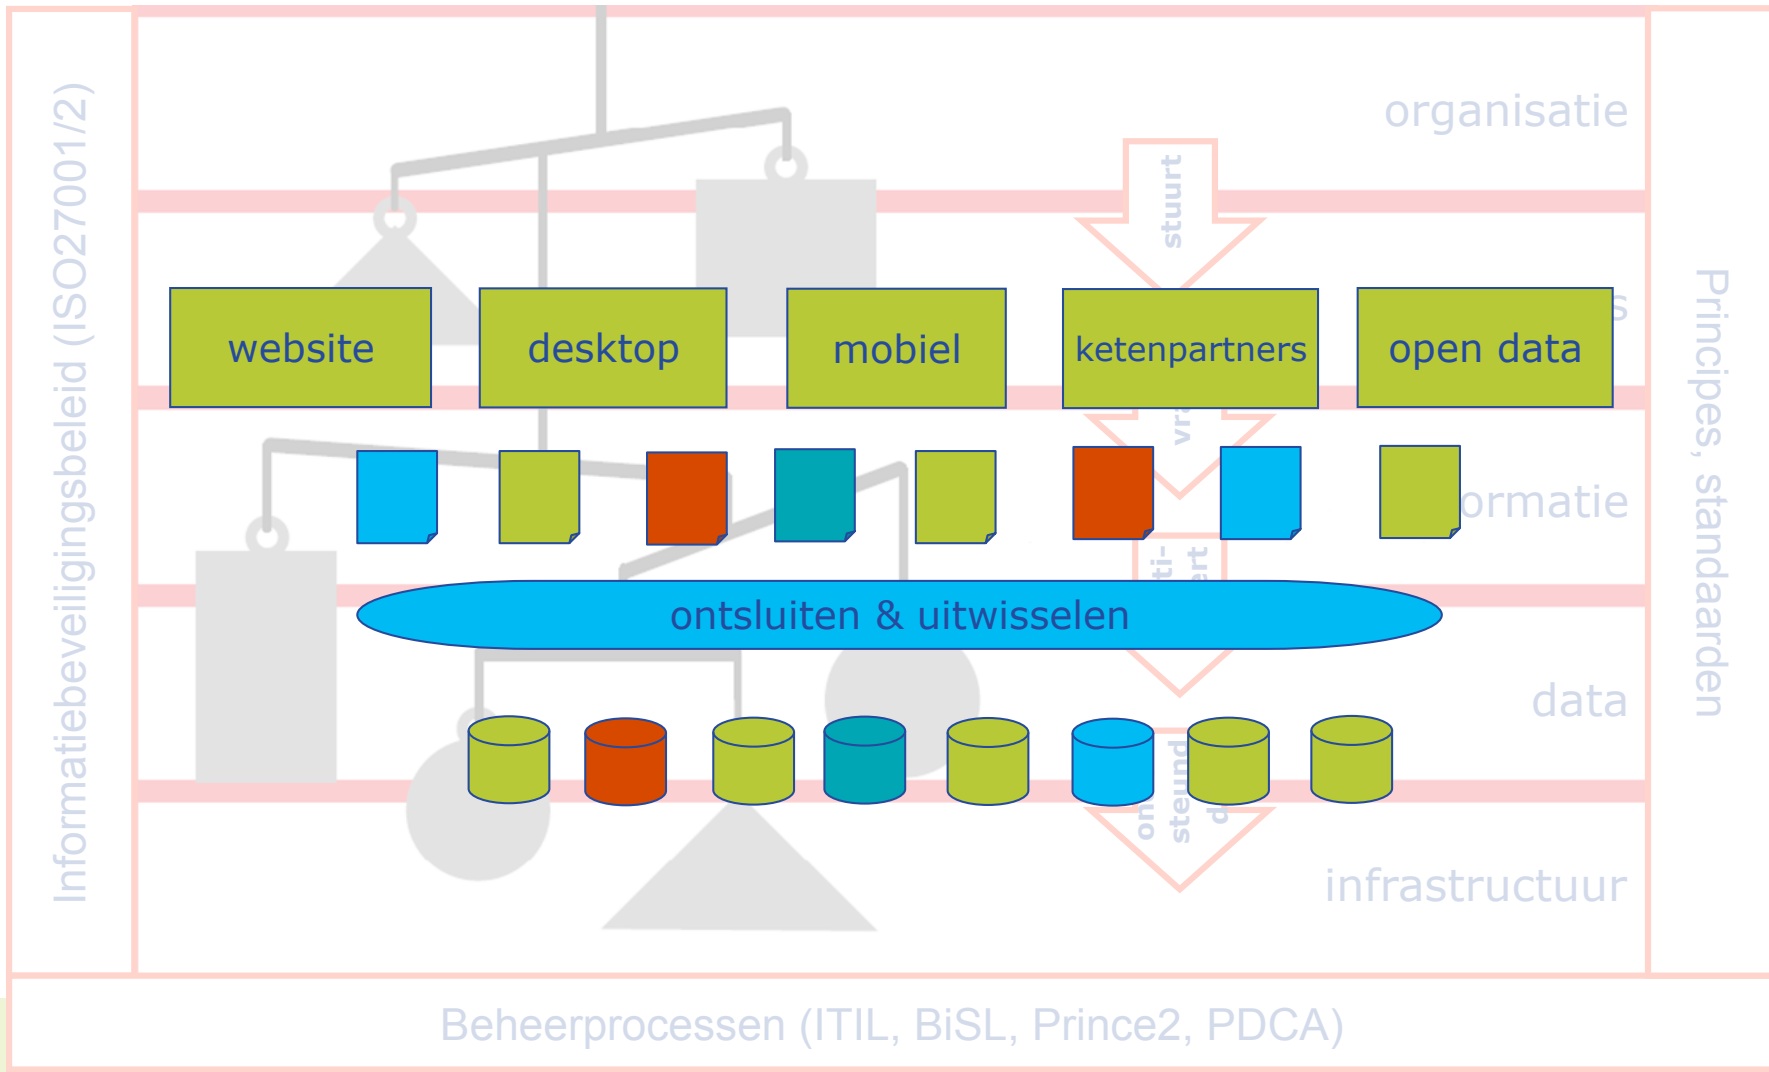 Informatiebeveiligingsbeleid (ISO27001/2)
organisatie
stuurt
website
desktop
mobiel
ketenpartners
open data
ontsluiten & uitwisselen
data
infrastructuur
Principes, standaarden
Beheerprocessen (ITIL, BiSL, Prince2, PDCA)